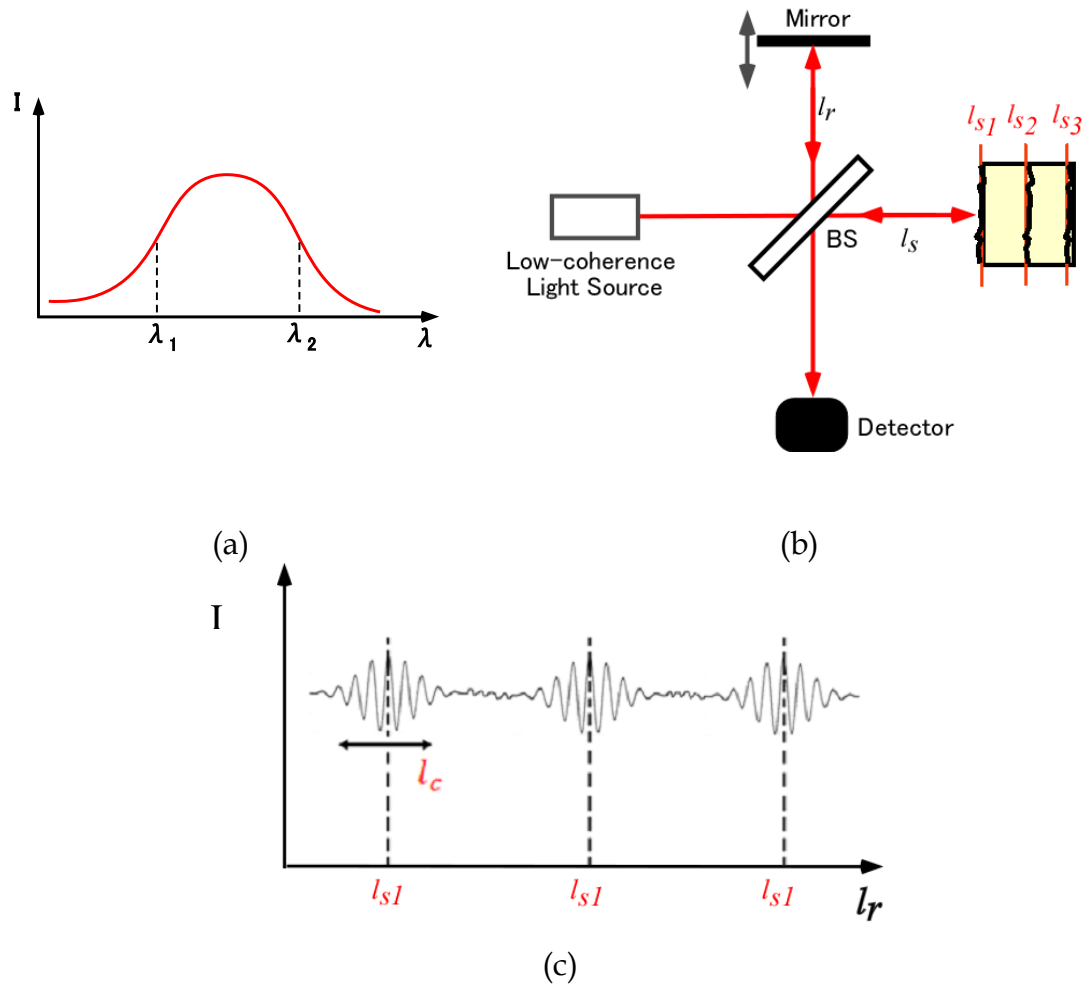 I
λ1
λ2
λ
(a)
Mirror
lr
ls1 ls2 ls3
BS
ls
Low-coherence
Light Source
Detector
(b)
I
lc
ls1 ls1 ls1
lr
(c)